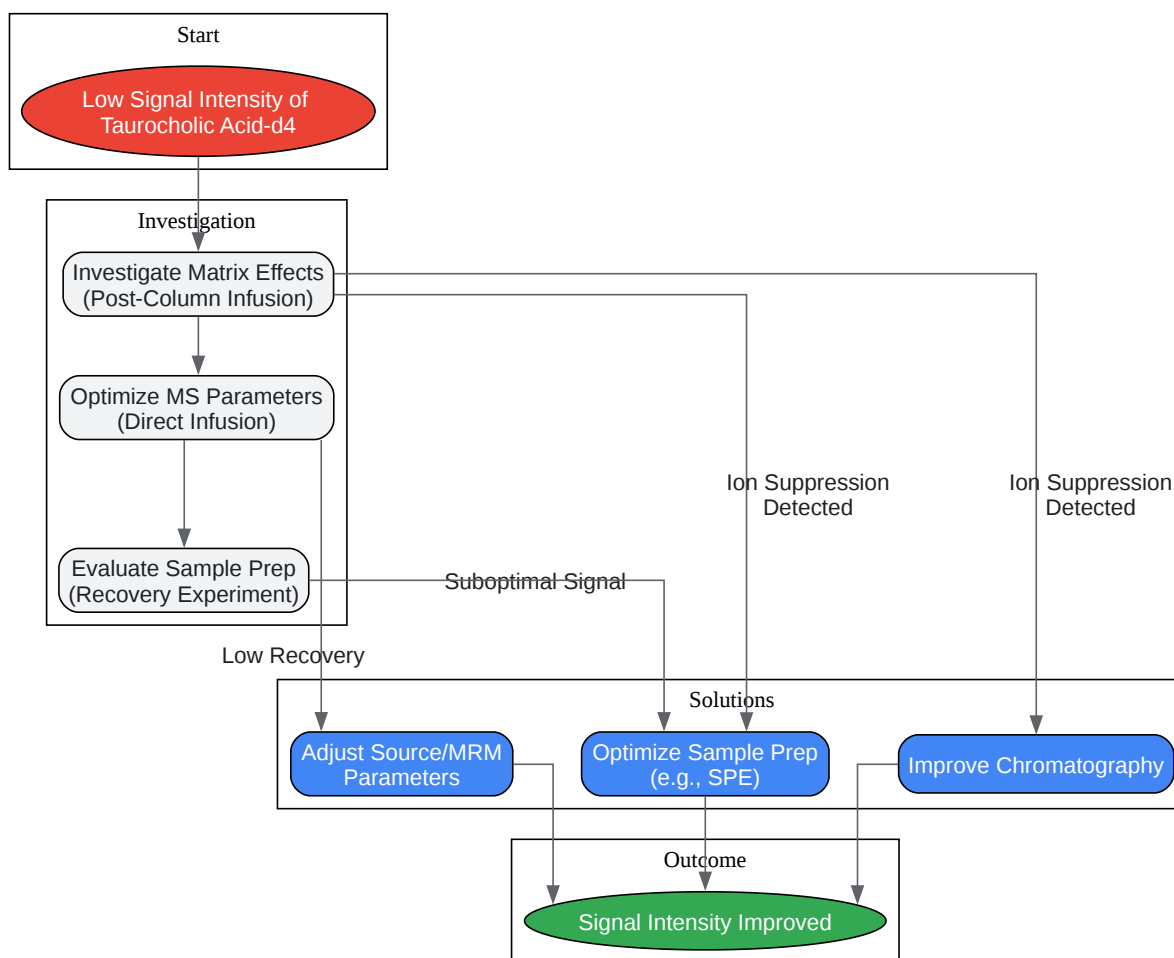 Start
Low Signal Intensity of
Taurocholic Acid-d4
Investigation
Investigate Matrix Effects
(Post-Column Infusion)
Optimize MS Parameters
(Direct Infusion)
Ion Suppression
Detected
Ion Suppression
Detected
Evaluate Sample Prep
(Recovery Experiment)
Suboptimal Signal
Low Recovery
Solutions
Adjust Source/MRM
Parameters
Optimize Sample Prep
(e.g., SPE)
Improve Chromatography
Outcome
Signal Intensity Improved